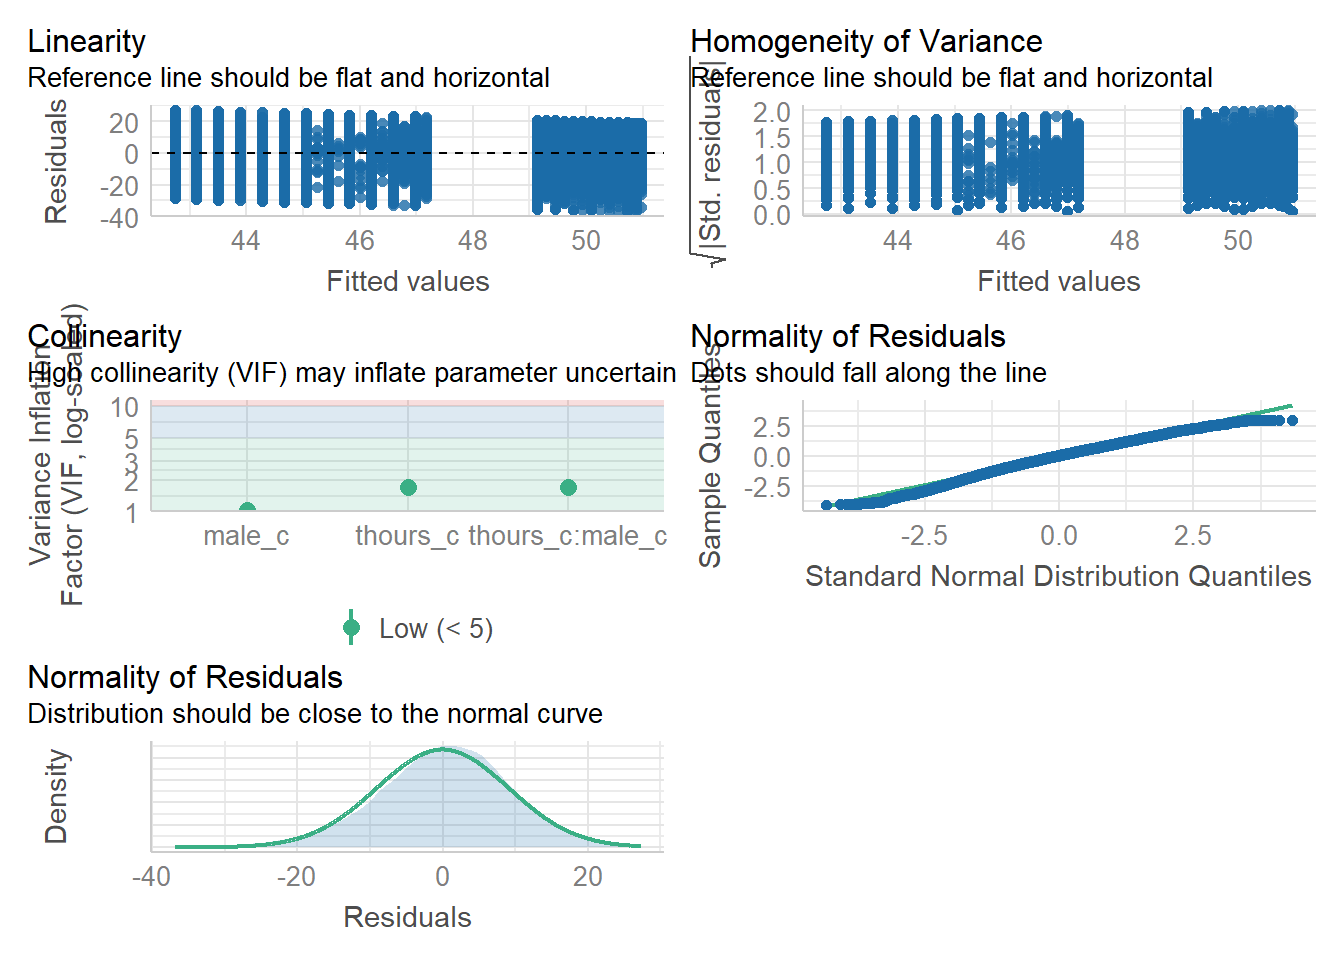 Linearity
Reference line should be flat and horizontal
Residuals
20
0
-20
-40
44
46
48
50
Fitted values
Homogeneity of Variance
Reference line should be flat and horizontal
√|Std. residuals|
2.0
1.5
1.0
0.5
0.0
44
46
48
50
Fitted values
Collinearity
High collinearity (VIF) may inflate parameter uncertain
Variance Inflation
Factor (VIF, log-scaled)
10
5
3
2
1
male_c
thours_c
thours_c:male_c
Low (< 5)
Normality of Residuals
Dots should fall along the line
Sample Quantiles
2.5
0.0
-2.5
-2.5
0.0
2.5
Standard Normal Distribution Quantiles
Normality of Residuals
Distribution should be close to the normal curve
Density
-40
-20
0
20
Residuals